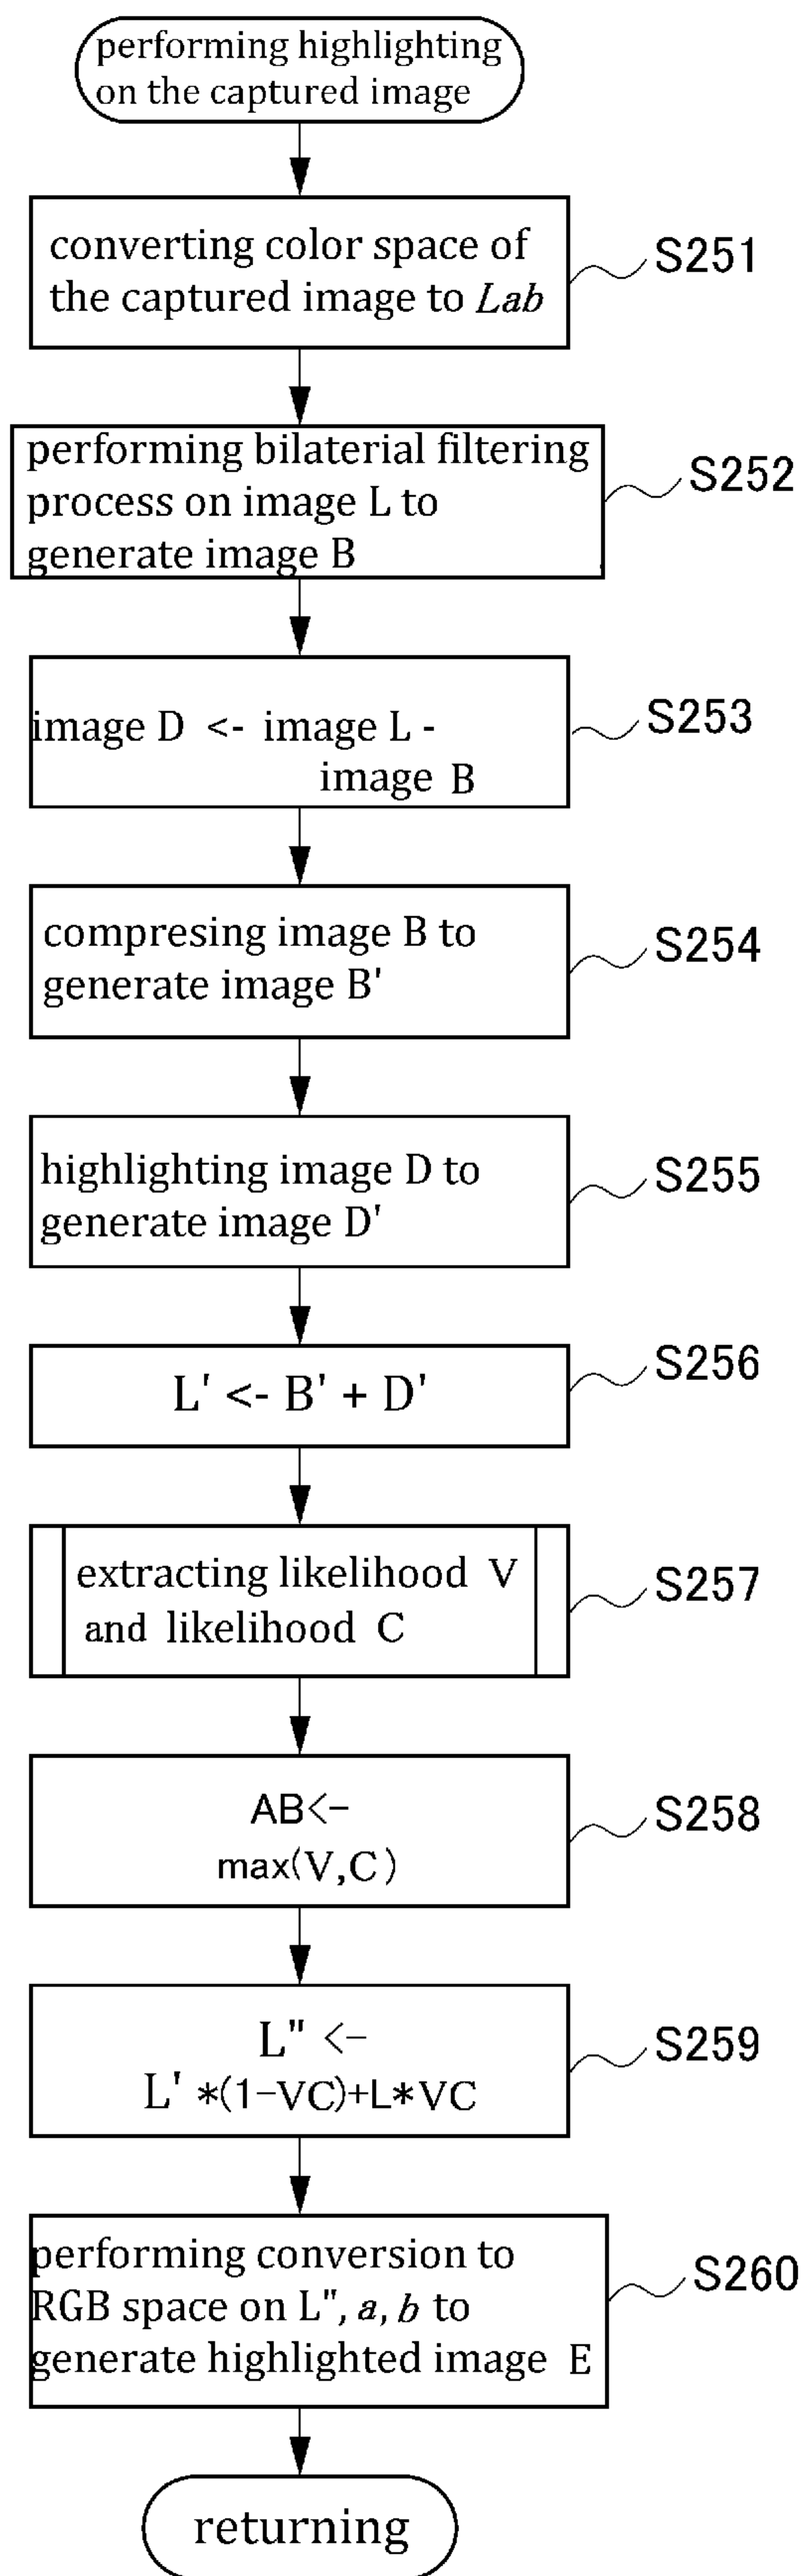 performing highlighting
on the captured image
converting color space of
the captured image to Lab
S251
performing bilaterial filtering
process on image L to
generate image B
S252
image D <- image L -
image B
S253
compresing image B to
generate image B'
S254
highlighting image D to
generate image D'
S255
L' <- B' + D'
S256
extracting likelihood V
and likelihood C
S257
AB<-
max(V,C)
S258
L" <-
L' *(1-VC)+L*VC
S259
performing conversion to
RGB space on L", a, b to
generate highlighted image E
S260
returning